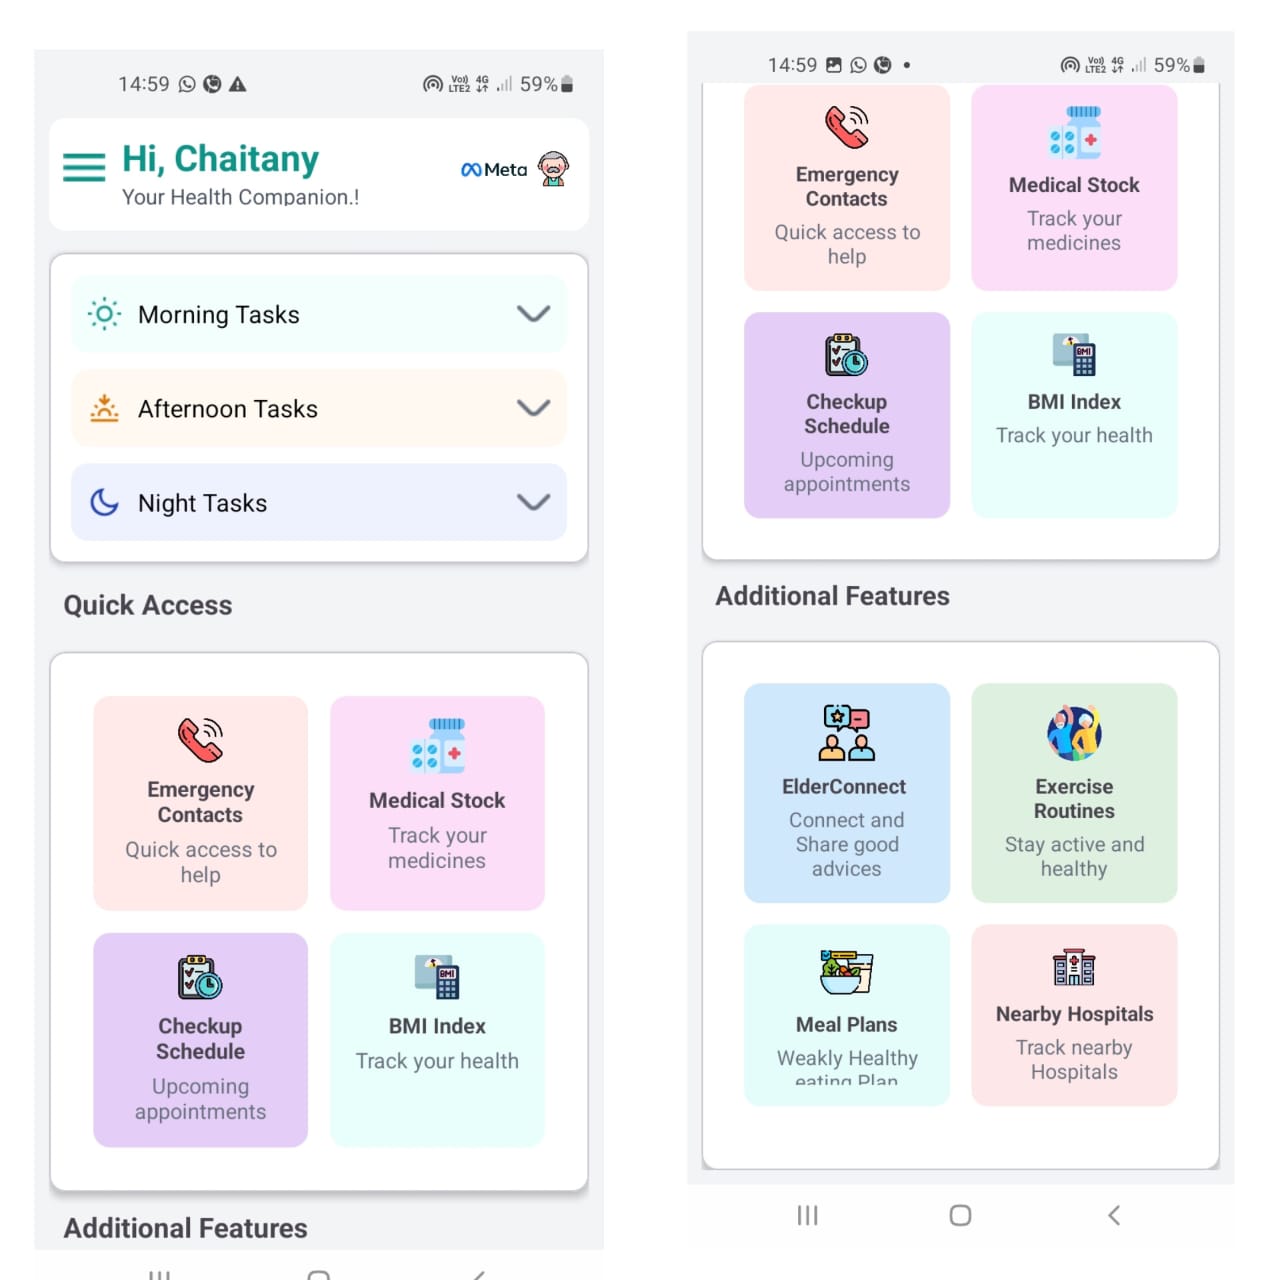 14:59
Vo)) LTE2 4G 59%
Hi, Chaitany
Your Health Companion.!
Meta
Morning Tasks
Afternoon Tasks
Night Tasks
Quick Access
Emergency
Contacts
Quick access to
help
Medical Stock
Track your
medicines
Checkup
Schedule
Upcoming
appointments
BMI
BMI Index
Track your health
Additional Features
14:59
Vo)) LTE2 4G 59%
Emergency
Contacts
Quick access to
help
Medical Stock
Track your
medicines
Checkup
Schedule
Upcoming
appointments
BMI
BMI Index
Track your health
Additional Features
ElderConnect
Connect and
Share good
advices
Exercise
Routines
Stay active and
healthy
Meal Plans
Weakly Healthy
eating Plan
Nearby Hospitals
Track nearby
Hospitals